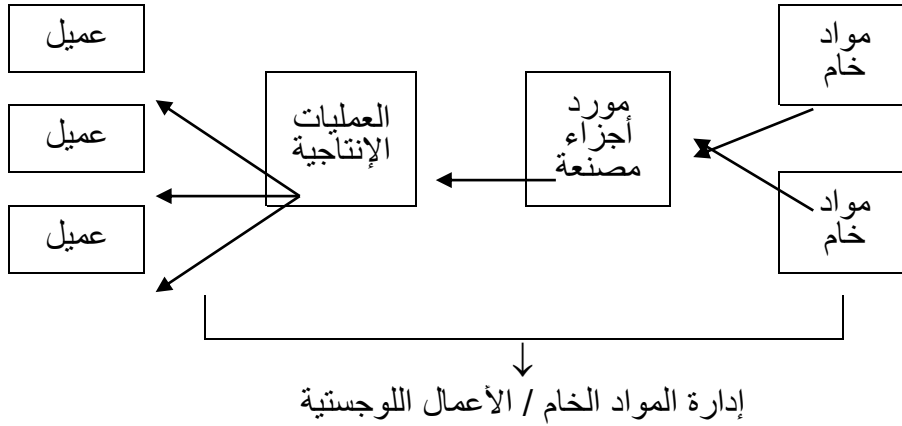 مواد
خام
مواد
خام
مورد
أجزاء
مصنعة
العمليات
الإنتاجية
عميل
عميل
عميل
إدارة المواد الخام / الأعمال اللوجستية